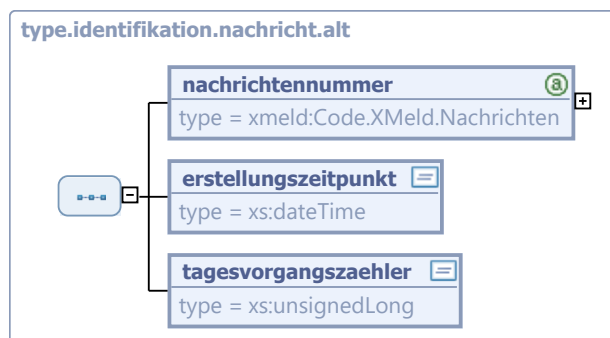 type.identifikation.nachricht.alt
nachrichtennummer
type = xmeld:Code.XMeld.Nachrichten
erstellungszeitpunkt
type = xs:dateTime
tagesvorgangszaehler
type = xs:unsignedLong